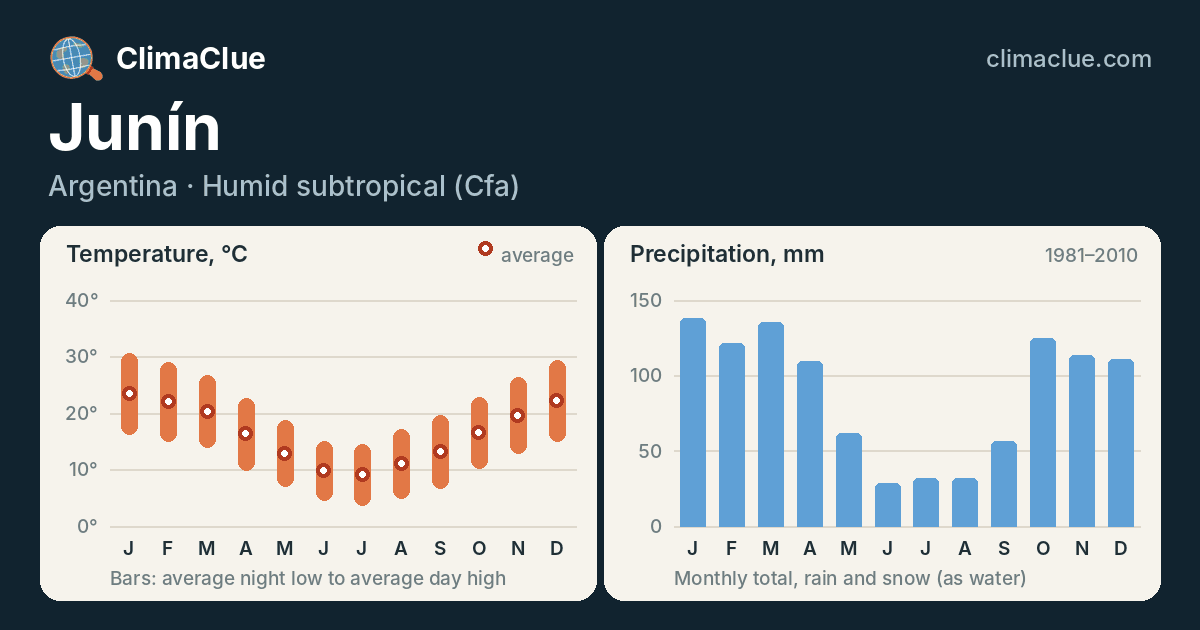 ClimaClue
climaclue.com
Junín
Argentina · Humid subtropical (Cfa)
Temperature, °C
average
40°
30°
20°
10°
0°
J F M A M J J A S O N D
Bars: average night low to average day high
Precipitation, mm
1981–2010
150
100
50
0
J F M A M J J A S O N D
Monthly total, rain and snow (as water)